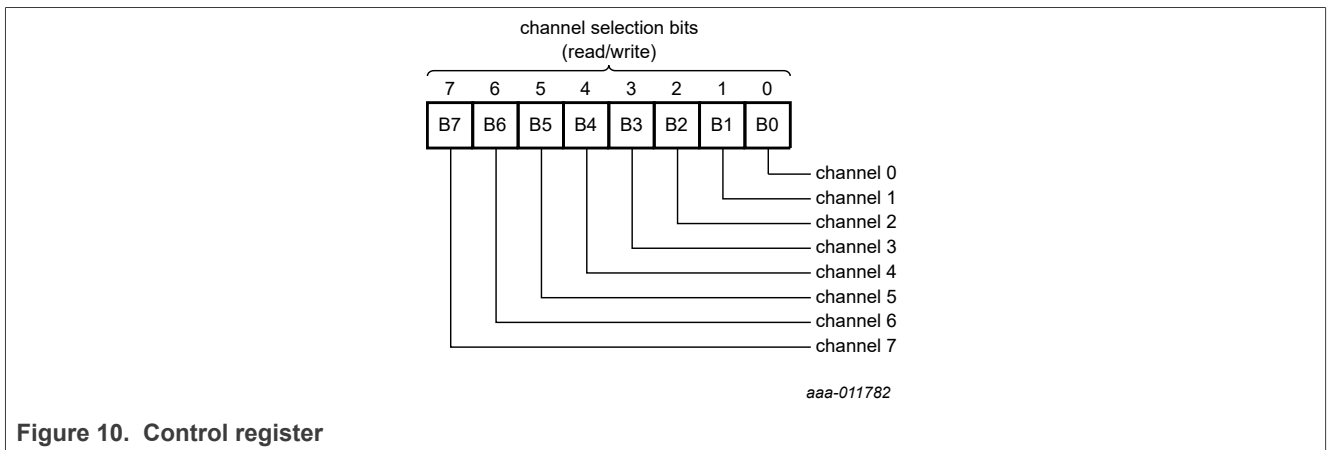 channel selection bits
(read/write)
7 6 5 4 3 2 1 0
B7 B6 B5 B4 B3 B2 B1 B0
channel 0
channel 1
channel 2
channel 3
channel 4
channel 5
channel 6
channel 7
aaa-011782
Figure 10. Control register